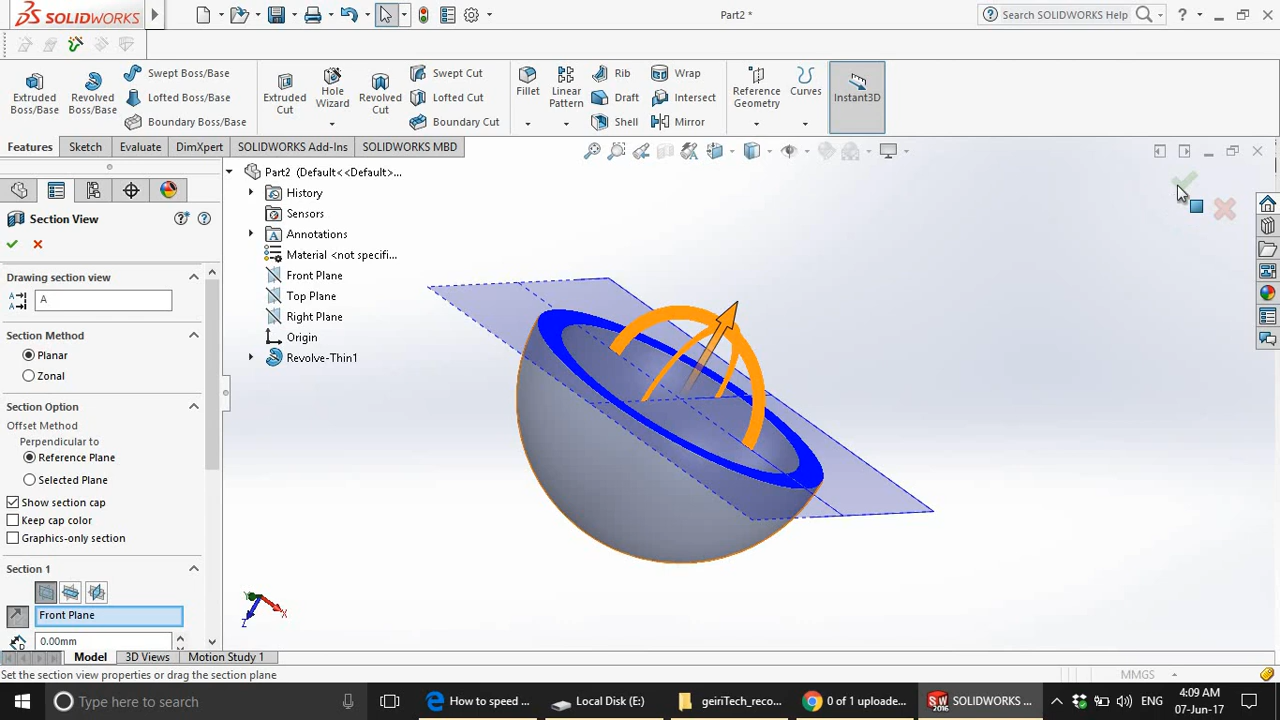 SOLIDWORKS
Part2 *
Search SOLIDWORKS Help
?
Extruded Boss/Base
Revolved Boss/Base
Swept Boss/Base
Lofted Boss/Base
Boundary Boss/Base
Extruded Cut
Hole Wizard
Revolved Cut
Swept Cut
Lofted Cut
Boundary Cut
Fillet
Linear Pattern
Rib
Draft
Shell
Wrap
Intersect
Mirror
Reference Geometry
Curves
Instant3D
Features Sketch Evaluate DimXpert SOLIDWORKS Add-Ins SOLIDWORKS MBD
Part2 (Default<<Default>...
History
Sensors
Annotations
Material <not specifi...
Front Plane
Top Plane
Right Plane
Origin
Revolve-Thin1
Section View
Drawing section view
A
Section Method
Planar
Zonal
Section Option
Offset Method
Perpendicular to
Reference Plane
Selected Plane
Show section cap
Keep cap color
Graphics-only section
Section 1
Front Plane
0.00mm
Y X Z
Model 3D Views Motion Study 1
Set the section view properties or drag the section plane
MMGS
Type here to search
How to speed ...
Local Disk (E:)
geiriTech_reco...
0 of 1 uploade...
SW 2016 SOLIDWORKS ...
ENG
4:09 AM
07-Jun-17